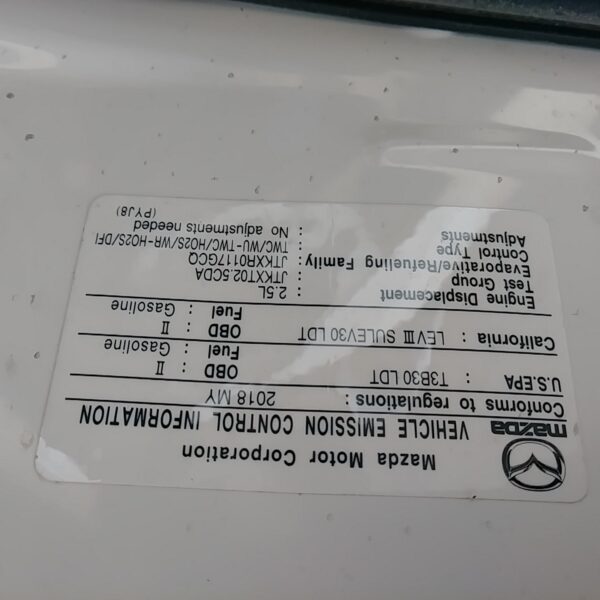 Mazda Motor Corporation
mazda VEHICLE EMISSION CONTROL INFORMATION
Conforms to regulations: 2018 MY
U.S.EPA : T3B30 LDT OBD : II
Fuel : Gasoline
California : LEVIII SULEV30 LDT OBD : II
Fuel : Gasoline
Engine Displacement : 2.5L
Test Group : JTKXT02.5CDA
Evaporative/Refueling Family : JTKXR0117GCQ
Control Type : TWC/WU-TWC/HO2S/WR-HO2S/DFI
Adjustments : No adjustments needed
(PYJ8)